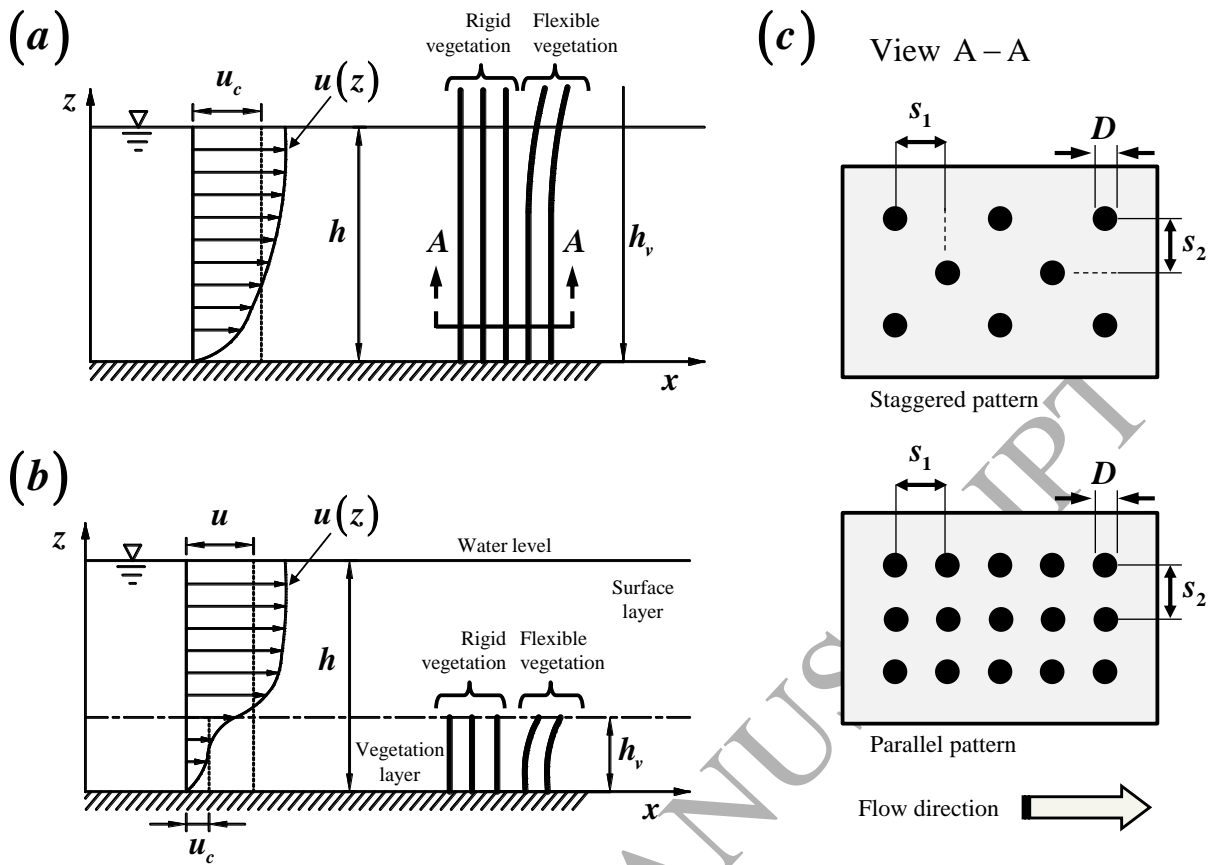 (a)
z
u_c
u(z)
Rigid
vegetation
Flexible
vegetation
h
A
A
h_v
x
(b)
z
u
u(z)
Water level
Surface
layer
h
Rigid
vegetation
Flexible
vegetation
Vegetation
layer
h_v
x
u_c
(c)
View A – A
s_1
D
s_2
Staggered pattern
s_1
D
s_2
Parallel pattern
Flow direction